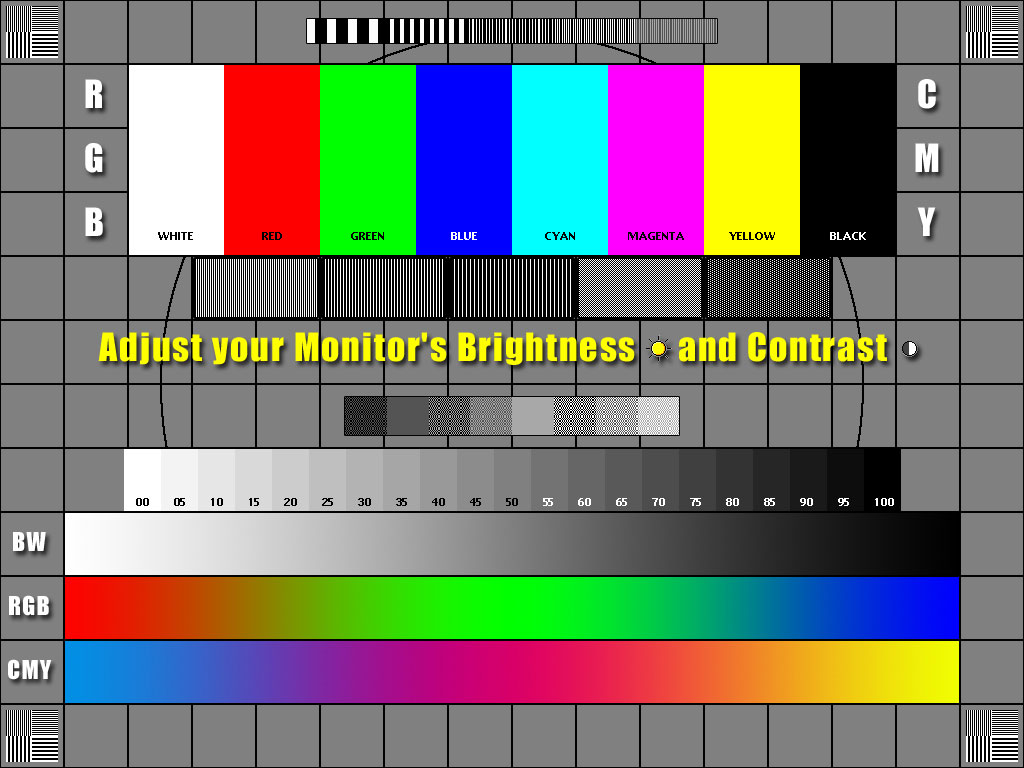 R
C
G
M
B
Y
WHITE RED GREEN BLUE CYAN MAGENTA YELLOW BLACK
Adjust your Monitor's Brightness and Contrast
00 05 10 15 20 25 30 35 40 45 50 55 60 65 70 75 80 85 90 95 100
BW
RGB
CMY